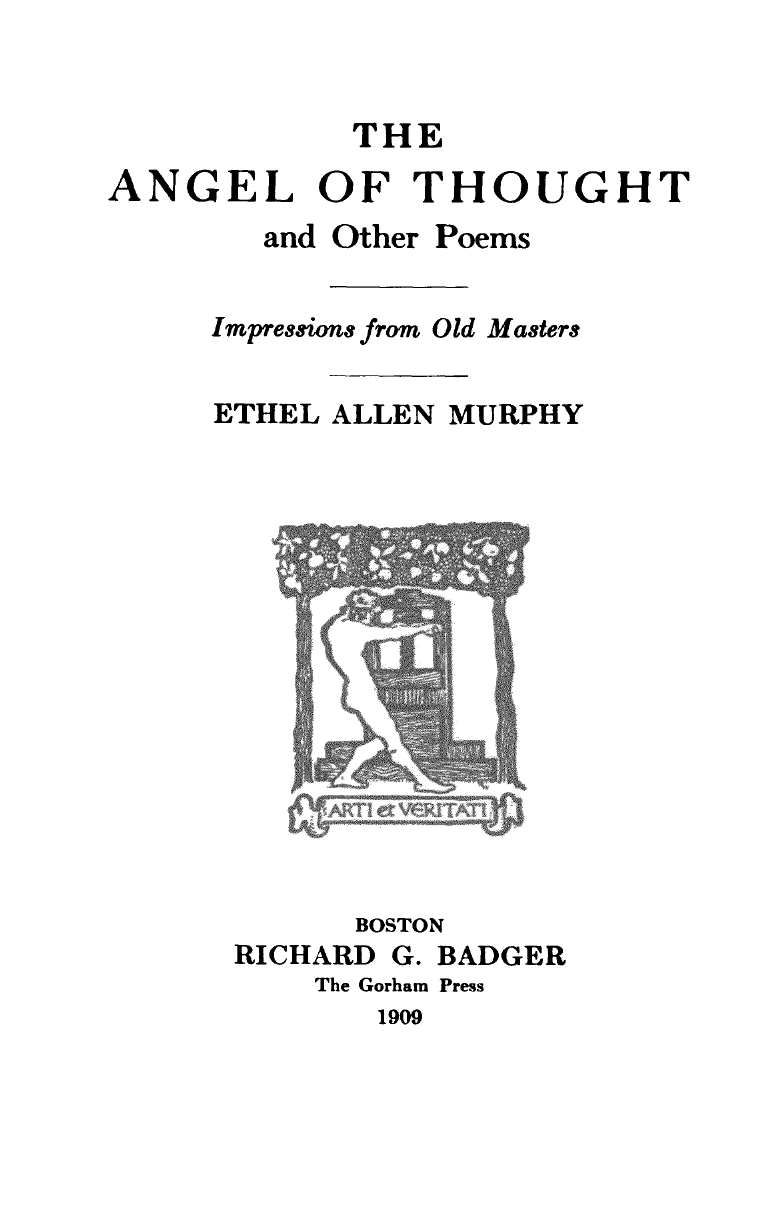 THE
ANGEL OF THOUGHT
and Other Poems
Impressions from Old Masters
ETHEL ALLEN MURPHY
ARTI et VERITATI
BOSTON
RICHARD G. BADGER
The Gorham Press
1909